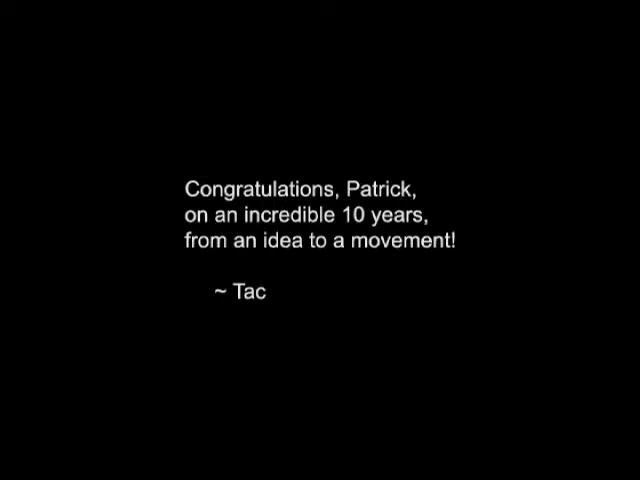 Congratulations, Patrick,
on an incredible 10 years,
from an idea to a movement!
~ Tac